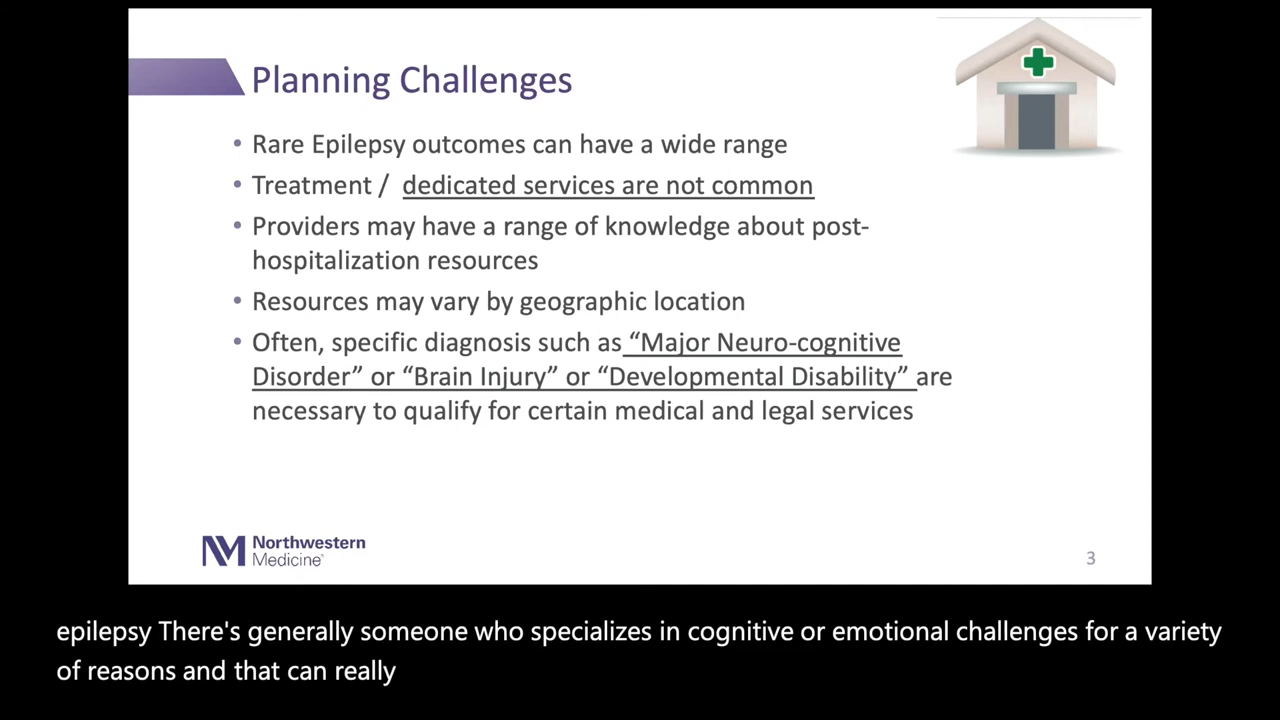 Planning Challenges
• Rare Epilepsy outcomes can have a wide range
• Treatment /  dedicated services are not common
• Providers may have a range of knowledge about post-
hospitalization resources
• Resources may vary by geographic location
• Often, specific diagnosis such as “Major Neuro-cognitive
Disorder” or “Brain Injury” or “Developmental Disability” are
necessary to qualify for certain medical and legal services
NM Northwestern
Medicine®
3
epilepsy There's generally someone who specializes in cognitive or emotional challenges for a variety
of reasons and that can really